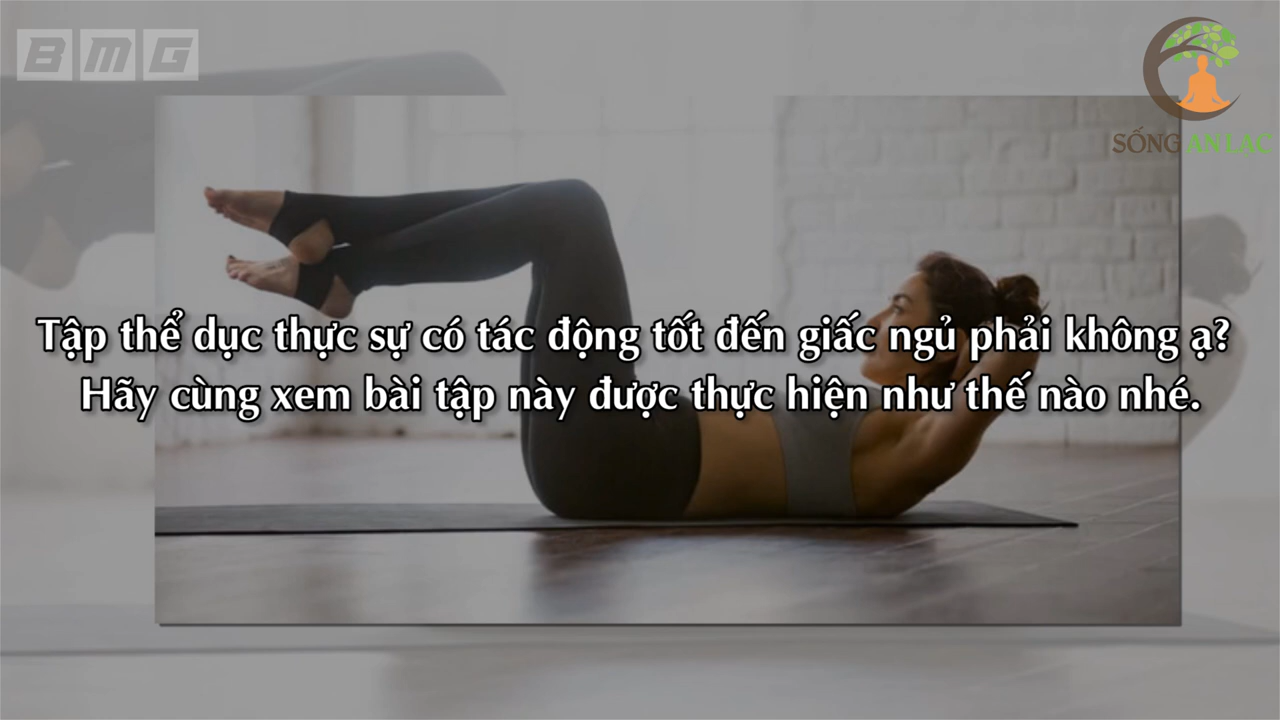 BMG
SỐNG AN LẠC
Tập thể dục thực sự có tác động tốt đến giấc ngủ phải không ạ?
Hãy cùng xem bài tập này được thực hiện như thế nào nhé.